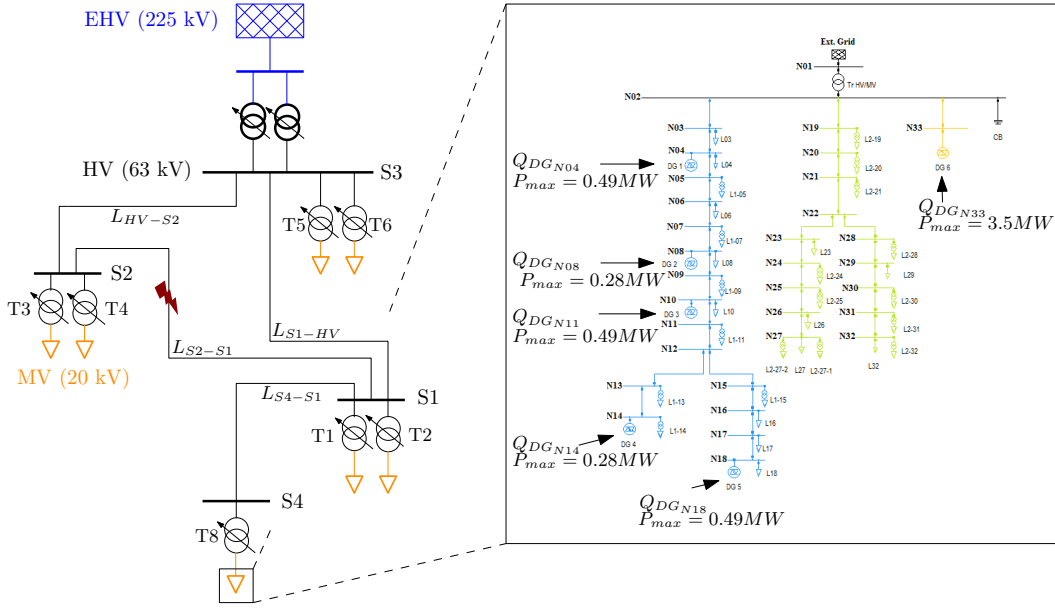 EHV (225 kV)
HV (63 kV)
S3
L_{HV−S2}
T5
T6
S2
T3
T4
L_{S1−HV}
L_{S2−S1}
MV (20 kV)
L_{S4−S1}
S1
T1
T2
S4
T8
Ext. Grid
N01
Tr HV/MV
N02
CB
N03
L03
N04
DG 1
L04
N05
L1-05
N06
L06
N07
L1-07
N08
DG 2
L08
N09
L1-09
N10
DG 3
L10
N11
L1-11
N12
N13
L1-13
N14
DG 4
L1-14
N15
L1-15
N16
L16
N17
L17
N18
DG 5
L18
N19
L2-19
N20
L2-20
N21
L2-21
N22
N23
L23
N24
L2-24
N25
L2-25
N26
L26
N27
L2-27-2
L27
L2-27-1
N28
L2-28
N29
L29
N30
L2-30
N31
L2-31
N32
L32
L2-32
N33
DG 6
Q_{DG_{N04}}
P_{max} = 0.49MW
Q_{DG_{N08}}
P_{max} = 0.28MW
Q_{DG_{N11}}
P_{max} = 0.49MW
Q_{DG_{N14}}
P_{max} = 0.28MW
Q_{DG_{N18}}
P_{max} = 0.49MW
Q_{DG_{N33}}
P_{max} = 3.5MW